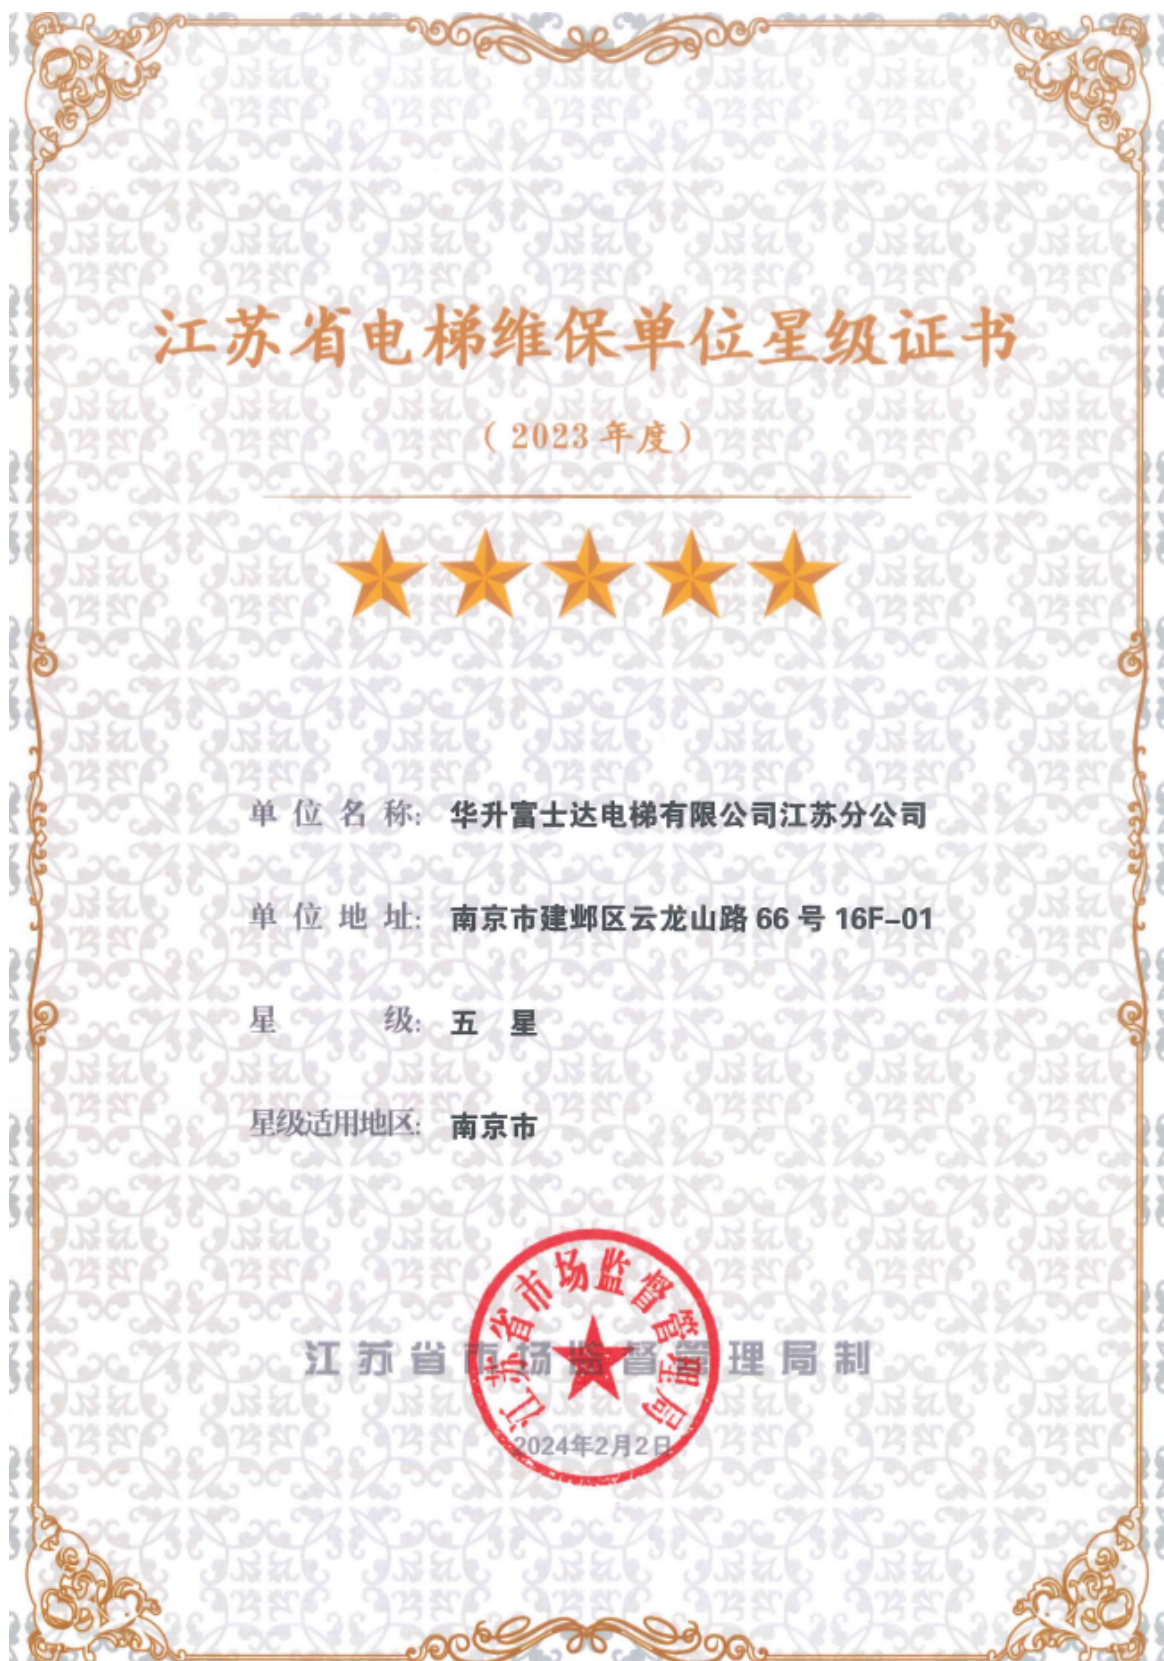 江苏省电梯维保单位星级证书
（2023年度）
单位名称：华升富士达电梯有限公司江苏分公司
单位地址：南京市建邺区云龙山路66号16F-01
星级：五 星
星级适用地区：南京市
江苏省市场监督管理局
江苏省市场监督管理局制
2024年2月2日